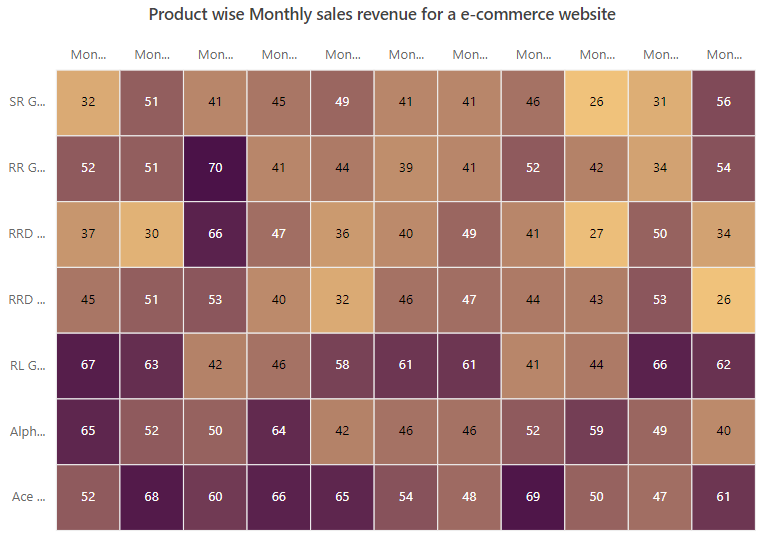 Product wise Monthly sales revenue for a e-commerce website
Mon... Mon... Mon... Mon... Mon... Mon... Mon... Mon... Mon... Mon... Mon...
SR G... 32 51 41 45 49 41 41 46 26 31 56
RR G... 52 51 70 41 44 39 41 52 42 34 54
RRD ... 37 30 66 47 36 40 49 41 27 50 34
RRD ... 45 51 53 40 32 46 47 44 43 53 26
RL G... 67 63 42 46 58 61 61 41 44 66 62
Alph... 65 52 50 64 42 46 46 52 59 49 40
Ace ... 52 68 60 66 65 54 48 69 50 47 61